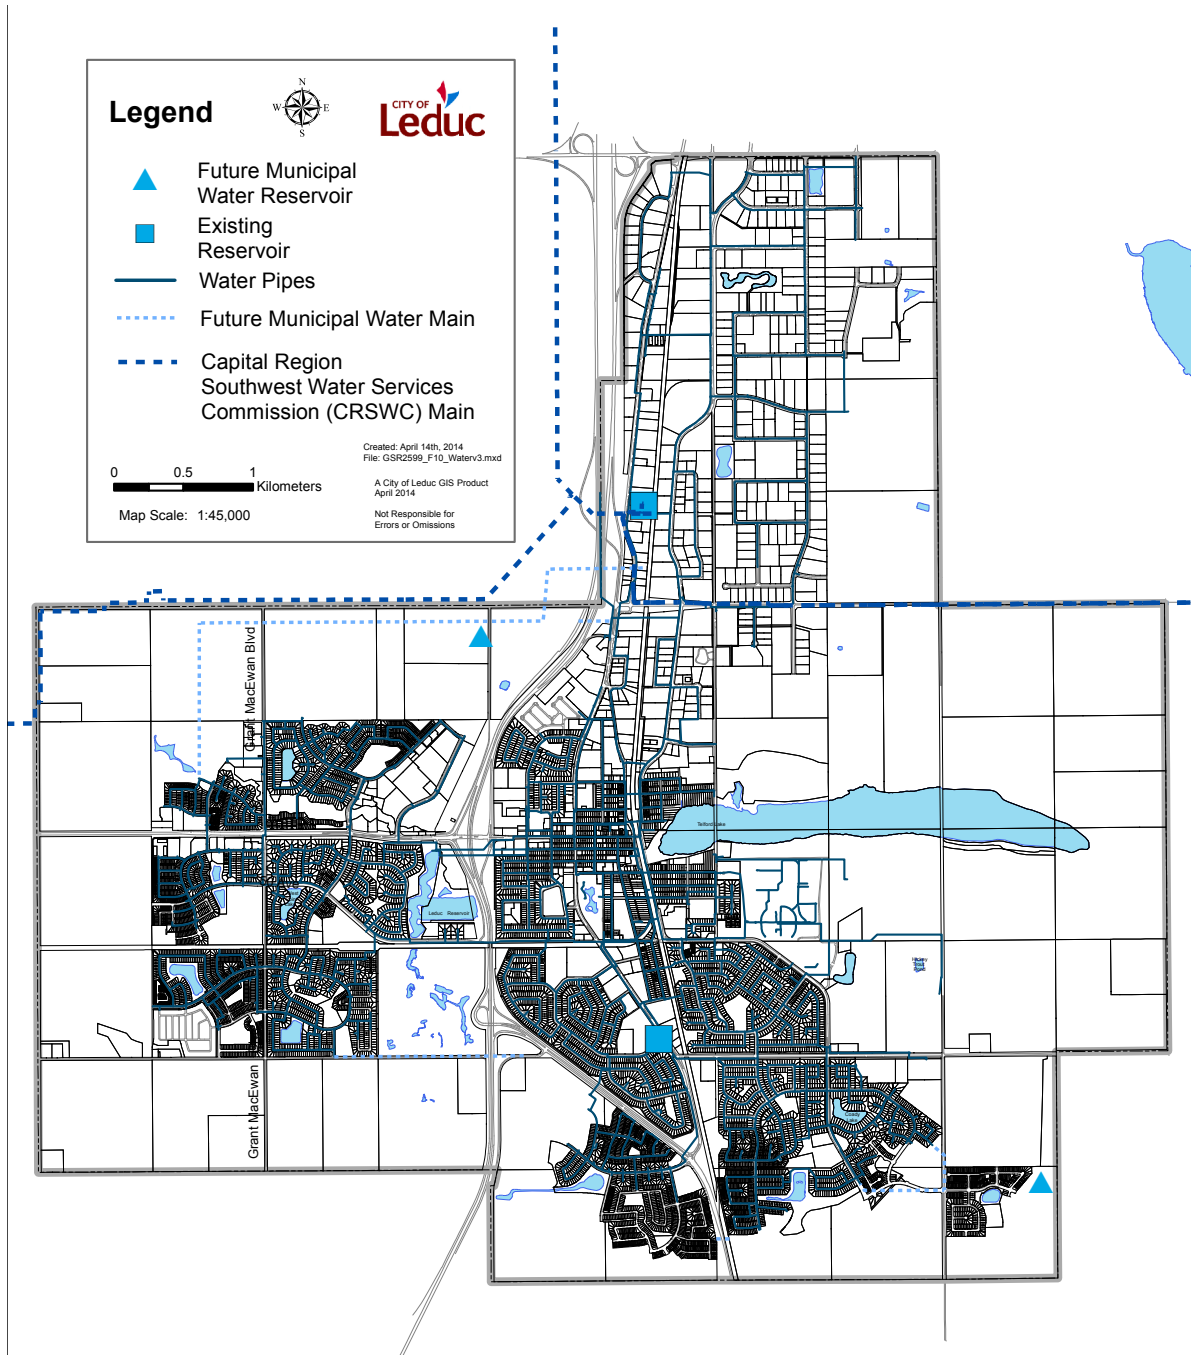 Legend
N
W
E
S
CITY OF
Leduc
Future Municipal
Water Reservoir
Existing
Reservoir
Water Pipes
Future Municipal Water Main
Capital Region
Southwest Water Services
Commission (CRSWC) Main
Created: April 14th, 2014
File: GSR2599_F10_Waterv3.mxd
0 0.5 1
Kilometers
A City of Leduc GIS Product
April 2014
Map Scale: 1:45,000
Not Responsible for
Errors or Omissions
Grant MacEwan Blvd
Telford Lake
Leduc Reservoir
Grant MacEwan
Coady